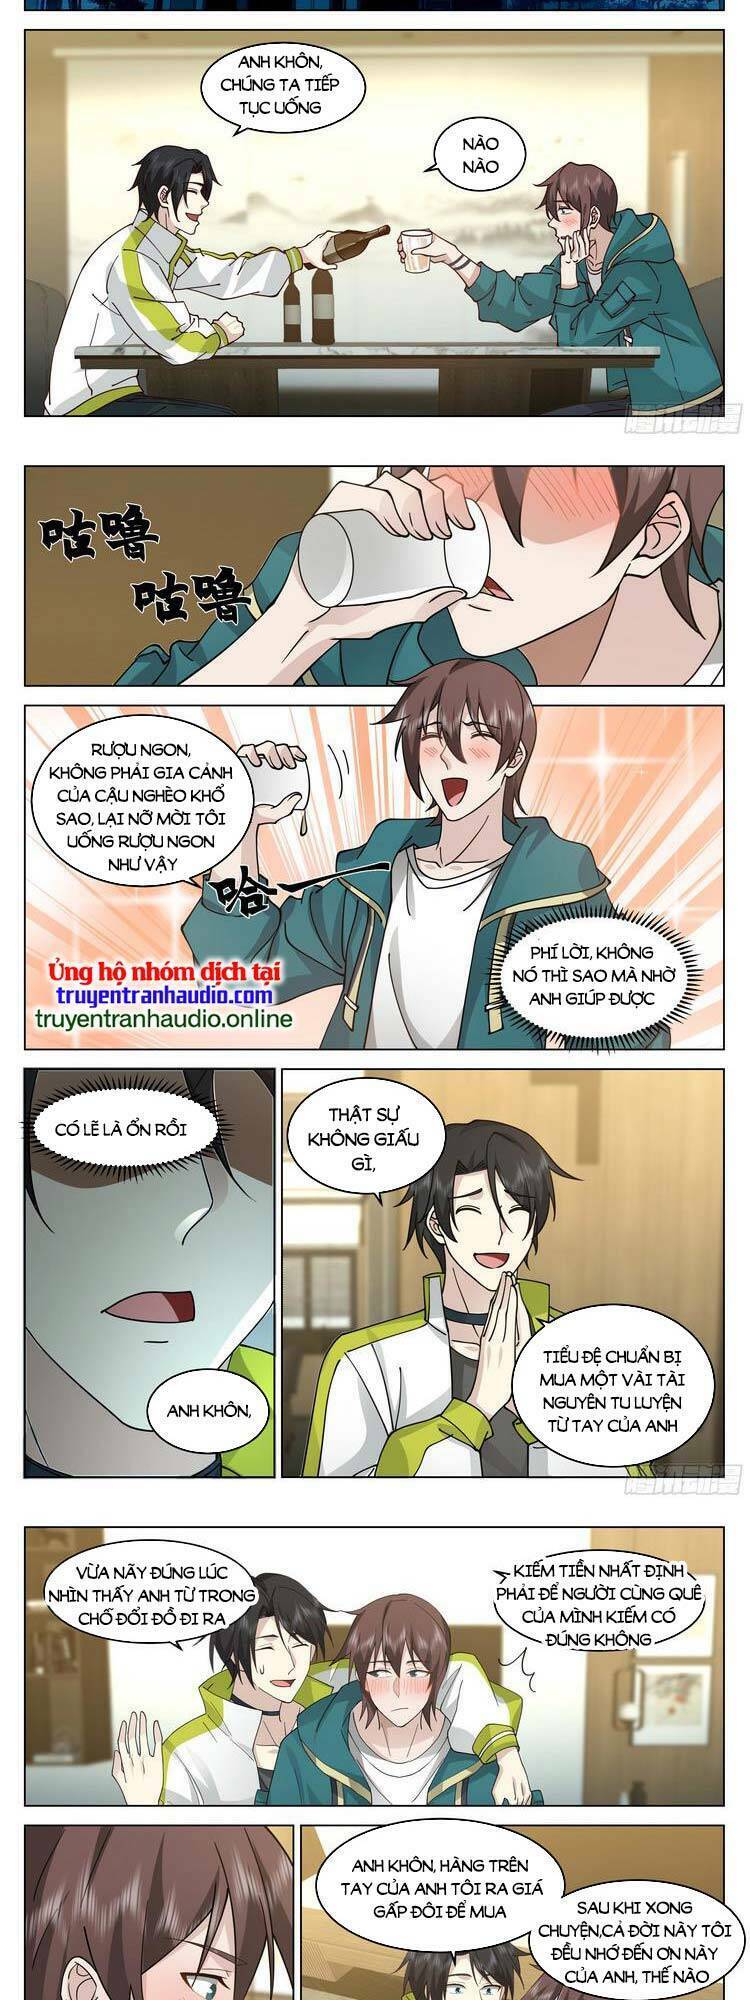 ANH KHÔN,
CHÚNG TA TIẾP
TỤC UỐNG
NÀO
NÀO
咕噜
咕噜
RƯỢU NGON,
KHÔNG PHẢI GIA CẢNH
CỦA CẬU NGHÈO KHỔ
SAO, LẠI NỠ MỜI TÔI
UỐNG RƯỢU NGON
NHƯ VẬY
哈一
PHÍ LỜI, KHÔNG
NÓ THÌ SAO MÀ NHỜ
ANH GIÚP ĐƯỢC
Ủng hộ nhóm dịch tại
truyentranhaudio.com
truyentranhaudio.online
CÓ LẼ LÀ ỔN RỒI
ANH KHÔN,
THẬT SỰ
KHÔNG GIẤU
GÌ,
TIỂU ĐỆ CHUẨN BỊ
MUA MỘT VÀI TÀI
NGUYÊN TU LUYỆN
TỪ TAY CỦA ANH
VỪA NÃY ĐÚNG LÚC
NHÌN THẤY ANH TỪ TRONG
CHỖ ĐỔI ĐỒ ĐI RA
KIẾM TIỀN NHẤT ĐỊNH
PHẢI ĐỂ NGƯỜI CÙNG QUÊ
CỦA MÌNH KIẾM CÓ
ĐÚNG KHÔNG
ANH KHÔN, HÀNG TRÊN
TAY CỦA ANH TÔI RA GIÁ
GẤP ĐÔI ĐỂ MUA
SAU KHI XONG
CHUYỆN,CẢ ĐỜI NÀY TÔI
ĐỀU NHỚ ĐẾN ƠN NÀY
CỦA ANH, THẾ NÀO